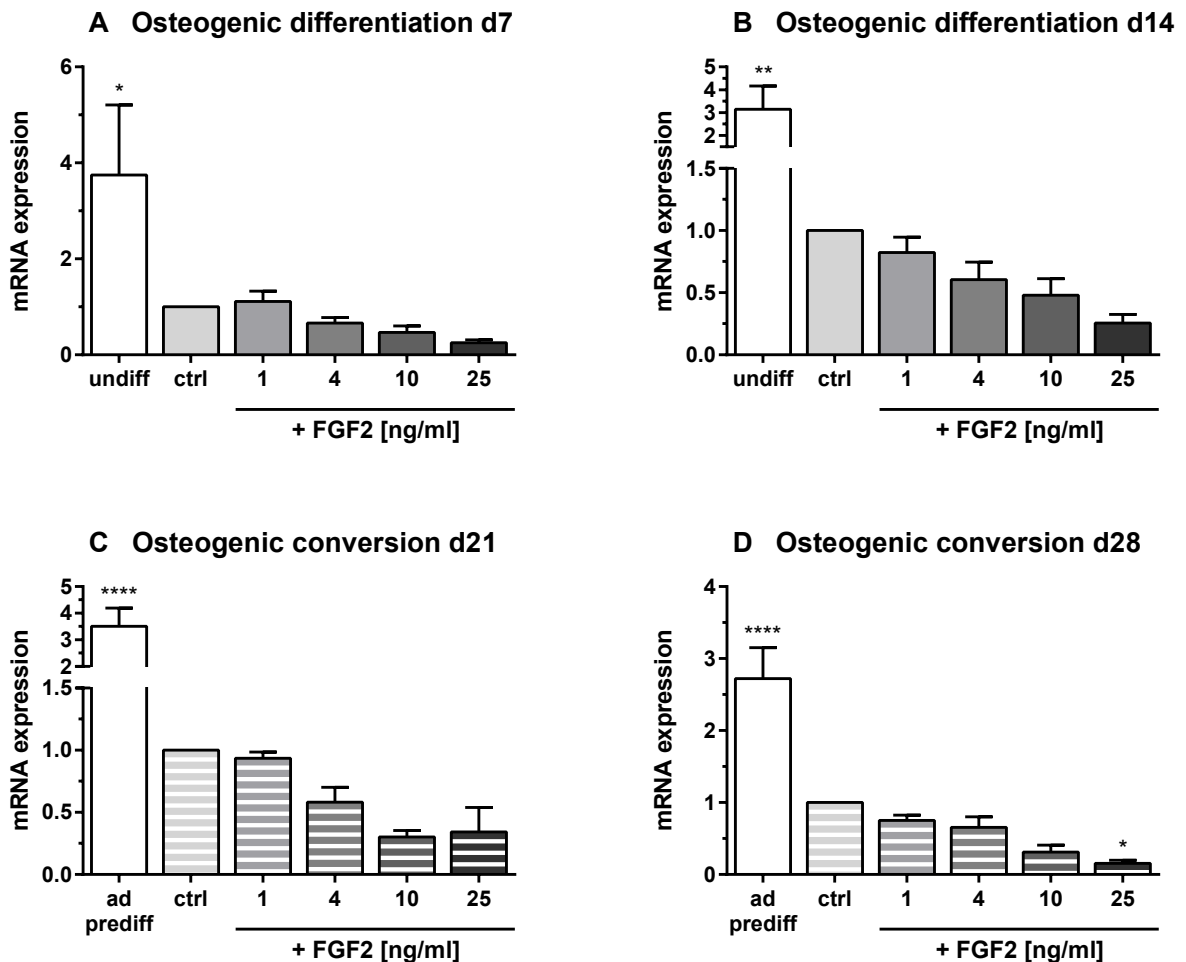 A Osteogenic differentiation d7
6
4
2
0
mRNA expression
*
undiff ctrl 1 4 10 25
+ FGF2 [ng/ml]
B Osteogenic differentiation d14
5
4
3
2
1.5
1.0
0.5
0.0
mRNA expression
**
undiff ctrl 1 4 10 25
+ FGF2 [ng/ml]
C Osteogenic conversion d21
5
4
3
2
1.5
1.0
0.5
0.0
mRNA expression
****
ad ctrl 1 4 10 25
prediff
+ FGF2 [ng/ml]
D Osteogenic conversion d28
4
3
2
1
0
mRNA expression
****
*
ad ctrl 1 4 10 25
prediff
+ FGF2 [ng/ml]